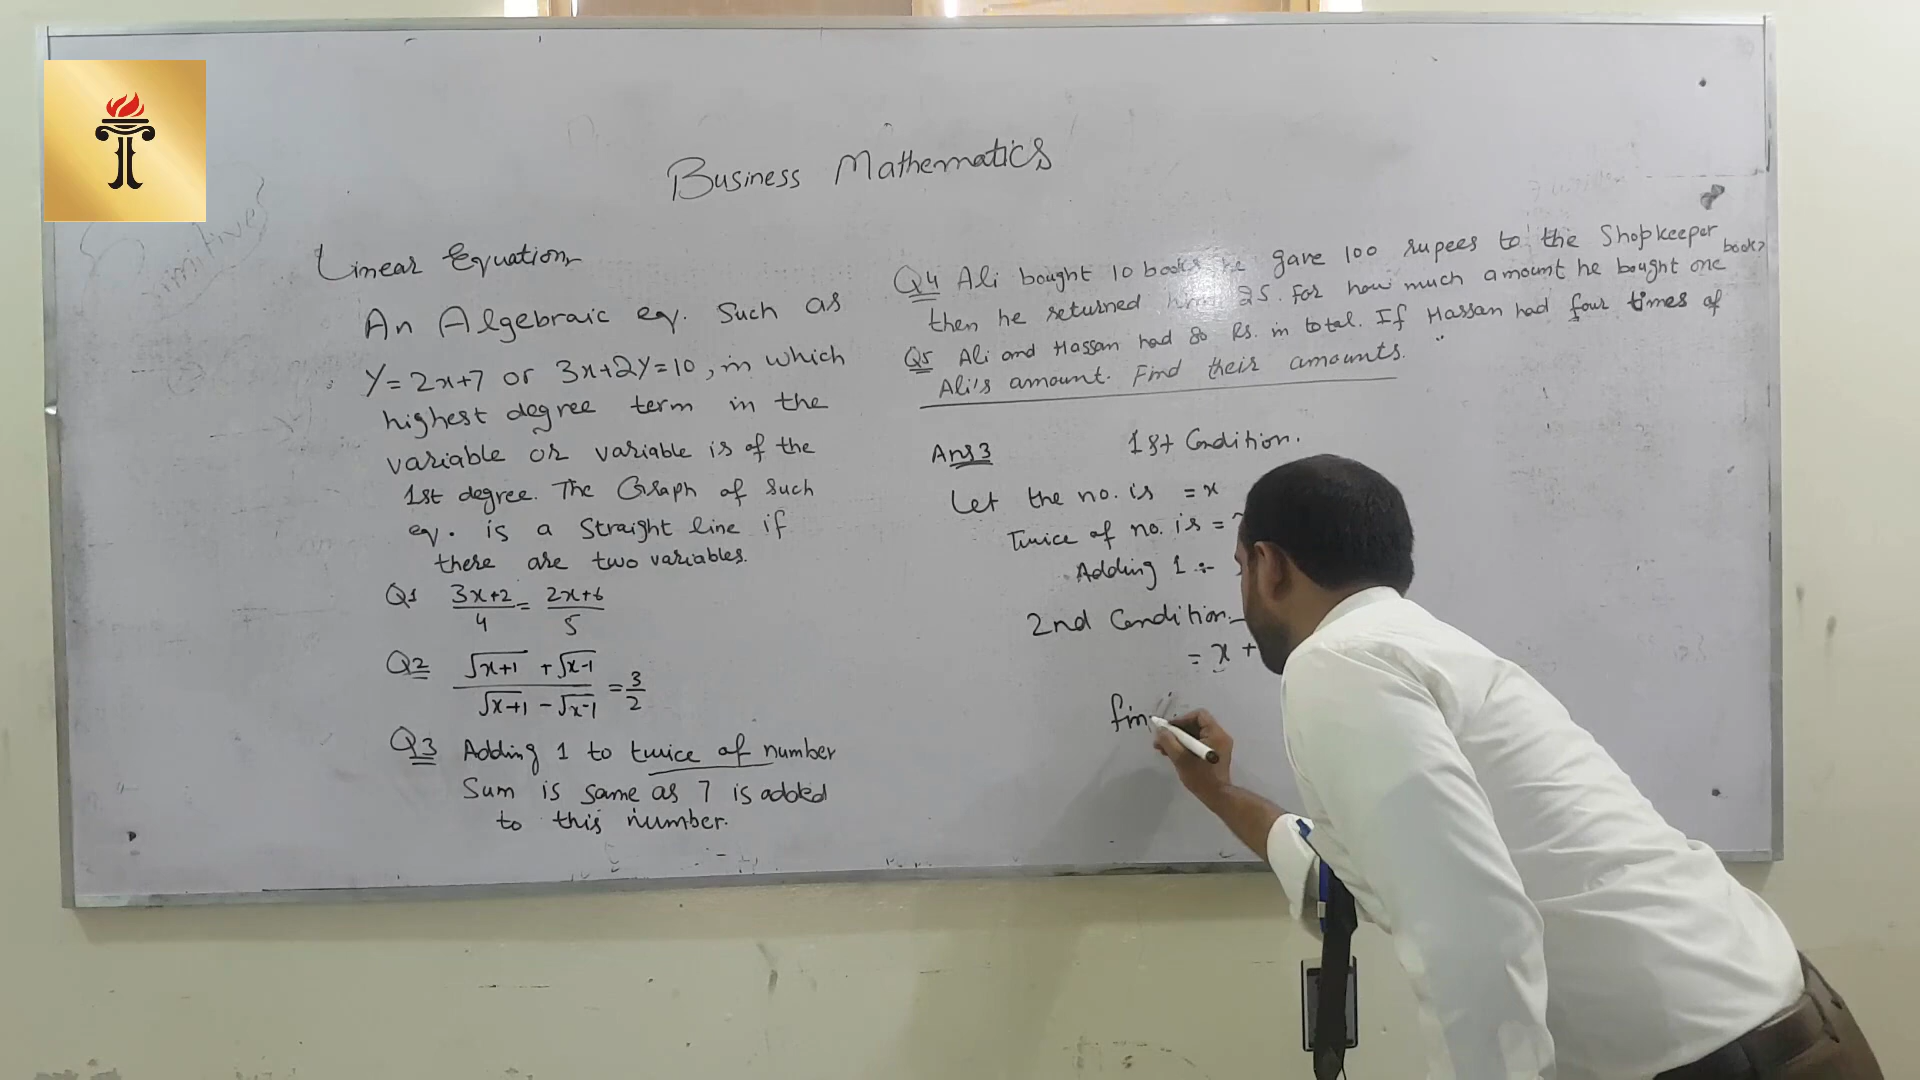 Business Mathematics
Linear Equation
An Algebraic eq. Such as
Y=2x+7 or 3x+2Y=10, in which
highest degree term in the
variable or variable is of the
1st degree. The Graph of such
eq. is a straight line if
there are two variables.
Q1 3x+2/4 = 2x+6/5
Q2 √x+1 + √x-1 / √x+1 - √x-1 = 3/2
Q3 Adding 1 to twice of number
Sum is same as 7 is added
to this number.
Q4 Ali bought 10 books he gave 100 rupees to the Shopkeeper
then he returned 25. For how much amount he bought one book?
Q5 Ali and Hassan had 80 Rs. in total. If Hassan had four times of
Ali's amount. Find their amounts.
Ans 3 1st Condition.
Let the no. is = x
Twice of no. is =
Adding 1 :-
2nd Condition
= x +
fin